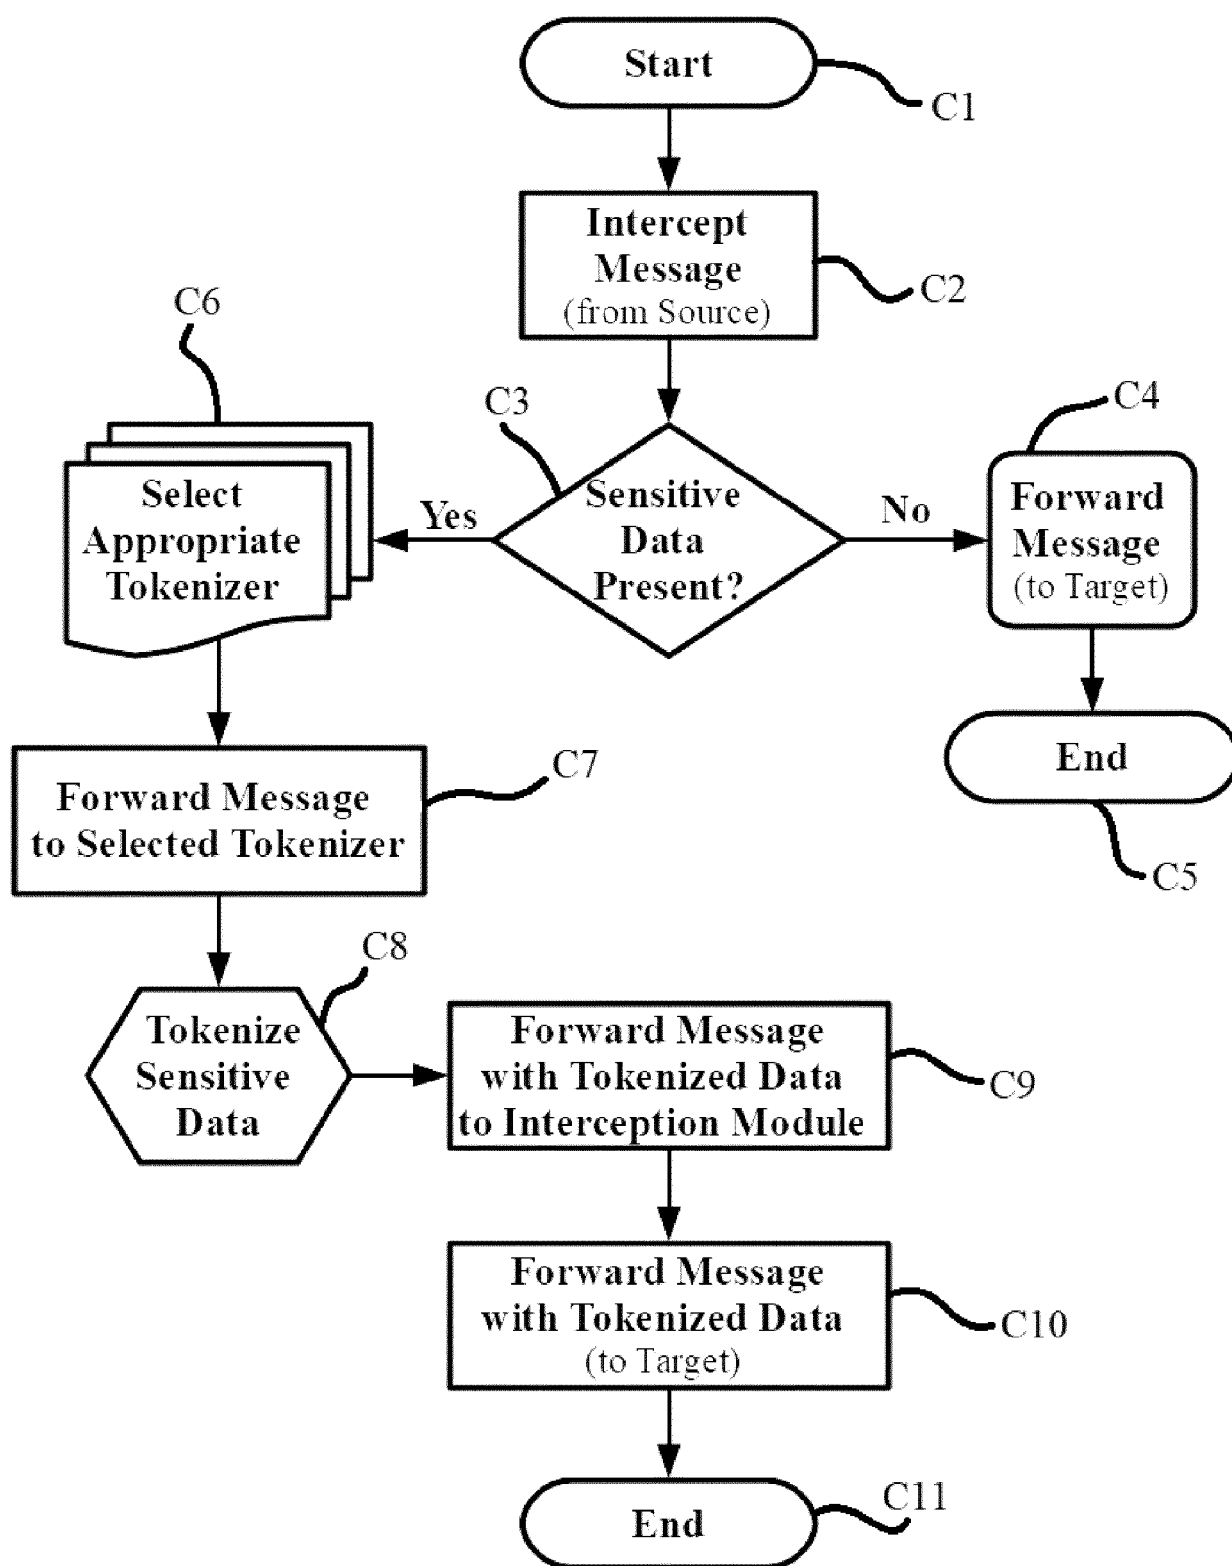 Start
C1
Intercept
Message
(from Source)
C2
C6
C3
C4
Select
Appropriate
Tokenizer
Yes
Sensitive
Data
Present?
No
Forward
Message
(to Target)
End
C5
Forward Message
to Selected Tokenizer
C7
C8
Tokenize
Sensitive
Data
Forward Message
with Tokenized Data
to Interception Module
C9
Forward Message
with Tokenized Data
(to Target)
C10
End
C11